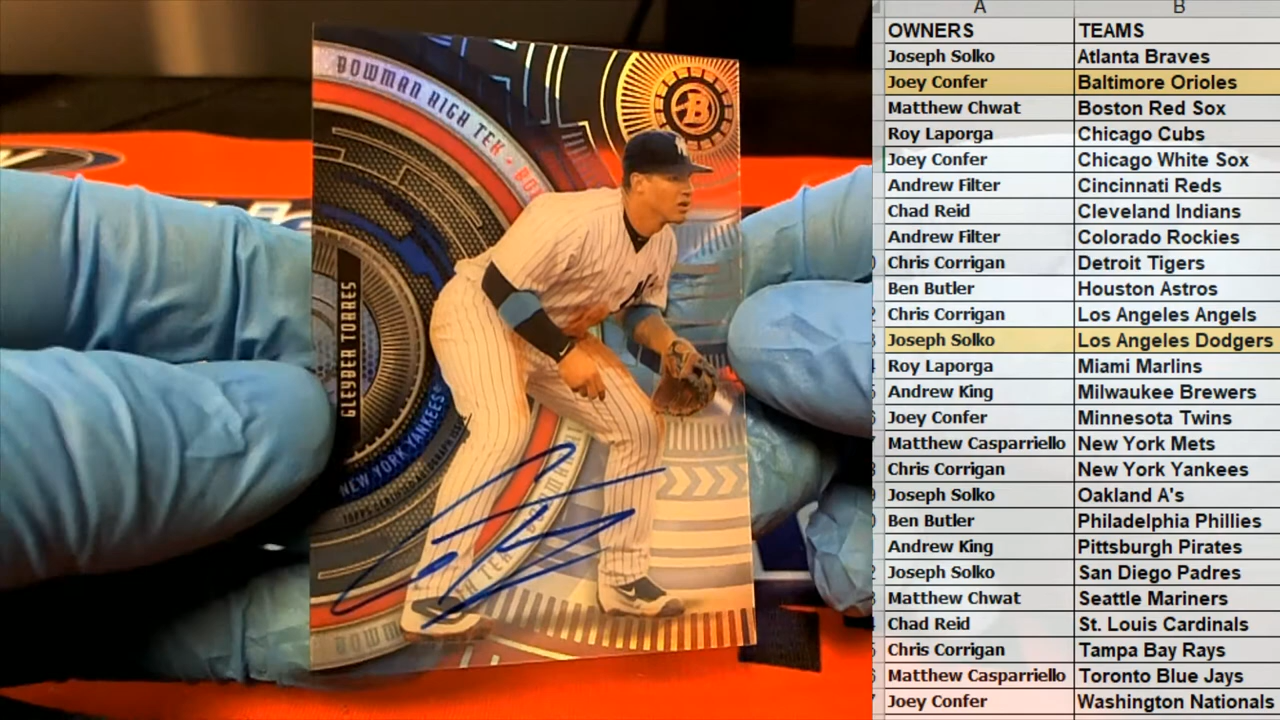 A B
OWNERS TEAMS
Joseph Solko Atlanta Braves
Joey Confer Baltimore Orioles
Matthew Chwat Boston Red Sox
Roy Laporga Chicago Cubs
Joey Confer Chicago White Sox
Andrew Filter Cincinnati Reds
Chad Reid Cleveland Indians
Andrew Filter Colorado Rockies
Chris Corrigan Detroit Tigers
Ben Butler Houston Astros
Chris Corrigan Los Angeles Angels
Joseph Solko Los Angeles Dodgers
Roy Laporga Miami Marlins
Andrew King Milwaukee Brewers
Joey Confer Minnesota Twins
Matthew Casparriello New York Mets
Chris Corrigan New York Yankees
Joseph Solko Oakland A's
Ben Butler Philadelphia Phillies
Andrew King Pittsburgh Pirates
Joseph Solko San Diego Padres
Matthew Chwat Seattle Mariners
Chad Reid St. Louis Cardinals
Chris Corrigan Tampa Bay Rays
Matthew Casparriello Toronto Blue Jays
Joey Confer Washington Nationals
BOWMAN HIGH TEK
B
GLEYBER TORRES
NEW YORK YANKEES